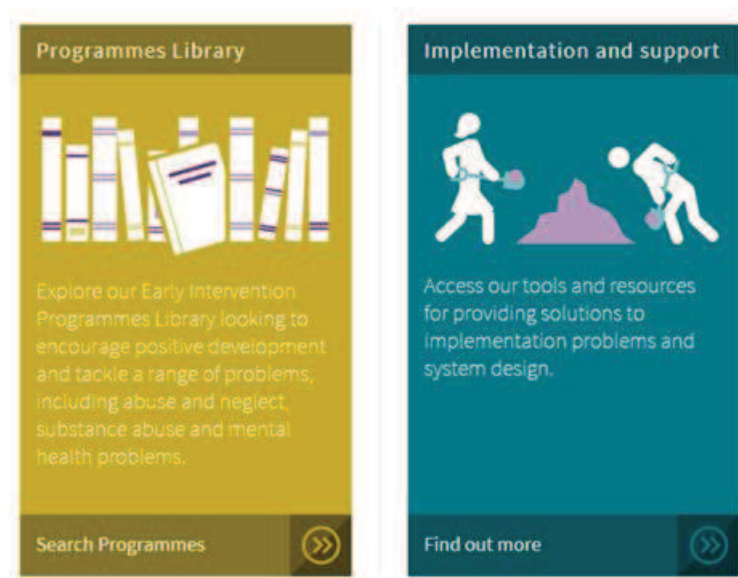 Programmes Library
Explore our Early Intervention
Programmes Library looking to
encourage positive development
and tackle a range of problems,
including abuse and neglect,
substance abuse and mental
health problems.
Search Programmes
Implementation and support
Access our tools and resources
for providing solutions to
implementation problems and
system design.
Find out more